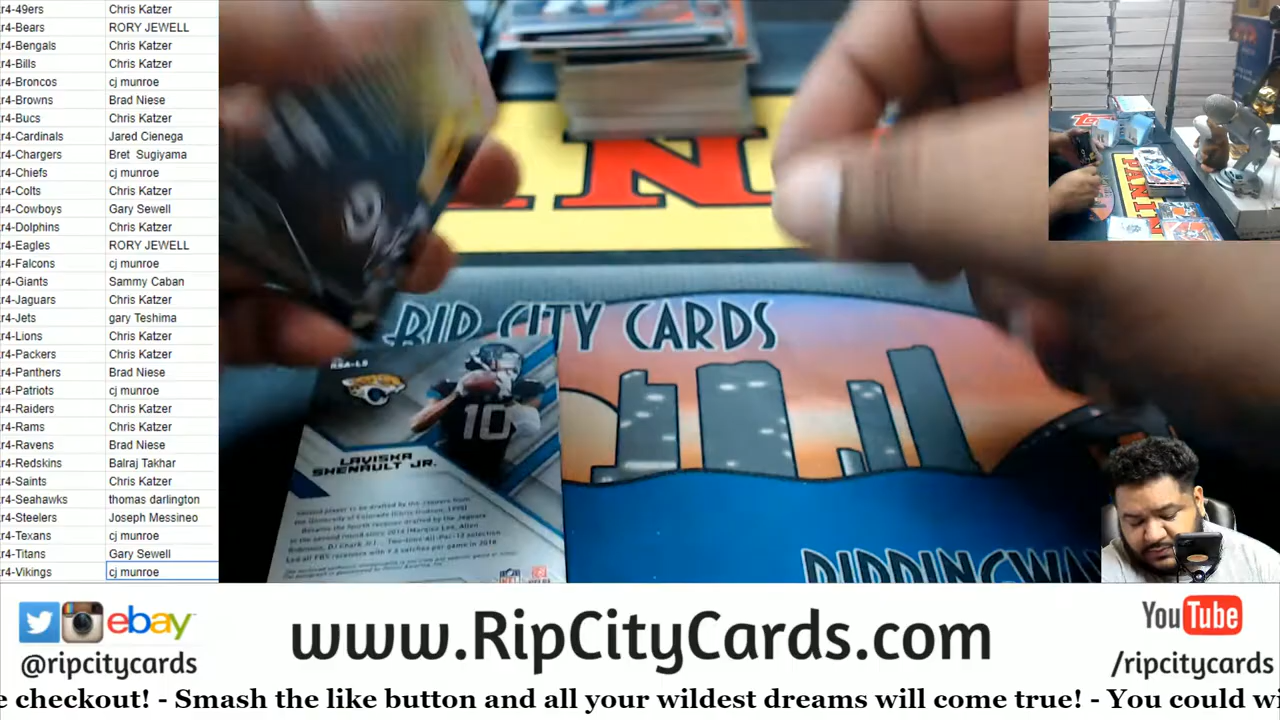 r4-49ers Chris Katzer
r4-Bears RORY JEWELL
r4-Bengals Chris Katzer
r4-Bills Chris Katzer
r4-Broncos cj munroe
r4-Browns Brad Niese
r4-Bucs Chris Katzer
r4-Cardinals Jared Cienega
r4-Chargers Bret Sugiyama
r4-Chiefs cj munroe
r4-Colts Chris Katzer
r4-Cowboys Gary Sewell
r4-Dolphins Chris Katzer
r4-Eagles RORY JEWELL
r4-Falcons cj munroe
r4-Giants Sammy Caban
r4-Jaguars Chris Katzer
r4-Jets gary Teshima
r4-Lions Chris Katzer
r4-Packers Chris Katzer
r4-Panthers Brad Niese
r4-Patriots cj munroe
r4-Raiders Chris Katzer
r4-Rams Chris Katzer
r4-Ravens Brad Niese
r4-Redskins Balraj Takhar
r4-Saints Chris Katzer
r4-Seahawks thomas darlington
r4-Steelers Joseph Messineo
r4-Texans cj munroe
r4-Titans Gary Sewell
r4-Vikings cj munroe
RIP CITY CARDS
RSA-LS
10
LAVISKA
SHENAULT JR.
NFL
PANINI
ebay
@ripcitycards
www.RipCityCards.com
YouTube
/ripcitycards
e checkout! - Smash the like button and all your wildest dreams will come true! - You could wi